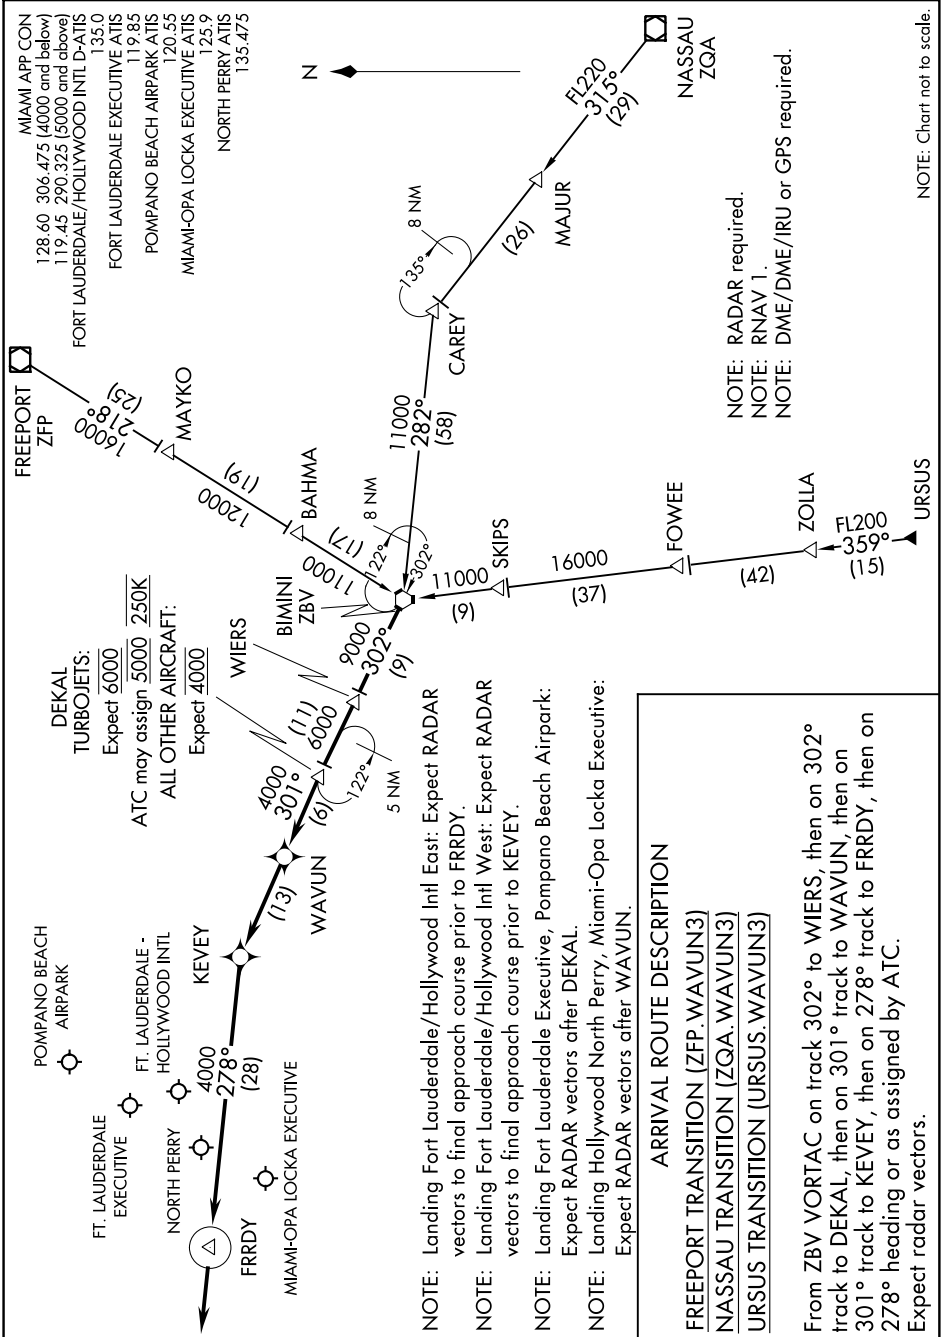 MIAMI APP CON
128.60 306.475 (4000 and below)
119.45 290.325 (5000 and above)
FORT LAUDERDALE/HOLLYWOOD INTL D-ATIS
135.0
FORT LAUDERDALE EXECUTIVE ATIS
119.85
POMPANO BEACH AIRPARK ATIS
120.55
MIAMI-OPA LOCKA EXECUTIVE ATIS
125.9
NORTH PERRY ATIS
135.475
N
FREEPORT
ZFP
16000
218°
(25)
MAYKO
12000
(19)
BAHMA
11000
(17)
NASSAU
ZQA
FL220
315°
(29)
MAJUR
(26)
135°
8 NM
CAREY
11000
282°
(58)
8 NM
122°
302°
BIMINI
ZBV
DEKAL
TURBOJETS:
Expect 6000
ATC may assign 5000 250K
ALL OTHER AIRCRAFT:
Expect 4000
WIERS
9000
302°
(9)
(11)
6000
122°
5 NM
4000
301°
(6)
WAVUN
(13)
KEVEY
4000
278°
(28)
FRRDY
POMPANO BEACH
AIRPARK
FT. LAUDERDALE
EXECUTIVE
FT. LAUDERDALE -
HOLLYWOOD INTL
NORTH PERRY
MIAMI-OPA LOCKA EXECUTIVE
11000
(9)
SKIPS
16000
(37)
FOWEE
(42)
ZOLLA
FL200
359°
(15)
URSUS
NOTE: RADAR required.
NOTE: RNAV 1.
NOTE: DME/DME/IRU or GPS required.
NOTE: Chart not to scale.
NOTE: Landing Fort Lauderdale/Hollywood Intl East: Expect RADAR
vectors to final approach course prior to FRRDY.
NOTE: Landing Fort Lauderdale/Hollywood Intl West: Expect RADAR
vectors to final approach course prior to KEVEY.
NOTE: Landing Fort Lauderdale Executive, Pompano Beach Airpark:
Expect RADAR vectors after DEKAL.
NOTE: Landing Hollywood North Perry, Miami-Opa Locka Executive:
Expect RADAR vectors after WAVUN.
ARRIVAL ROUTE DESCRIPTION
FREEPORT TRANSITION (ZFP.WAVUN3)
NASSAU TRANSITION (ZQA.WAVUN3)
URSUS TRANSITION (URSUS.WAVUN3)
From ZBV VORTAC on track 302° to WIERS, then on 302°
track to DEKAL, then on 301° track to WAVUN, then on
301° track to KEVEY, then on 278° track to FRRDY, then on
278° heading or as assigned by ATC.
Expect radar vectors.